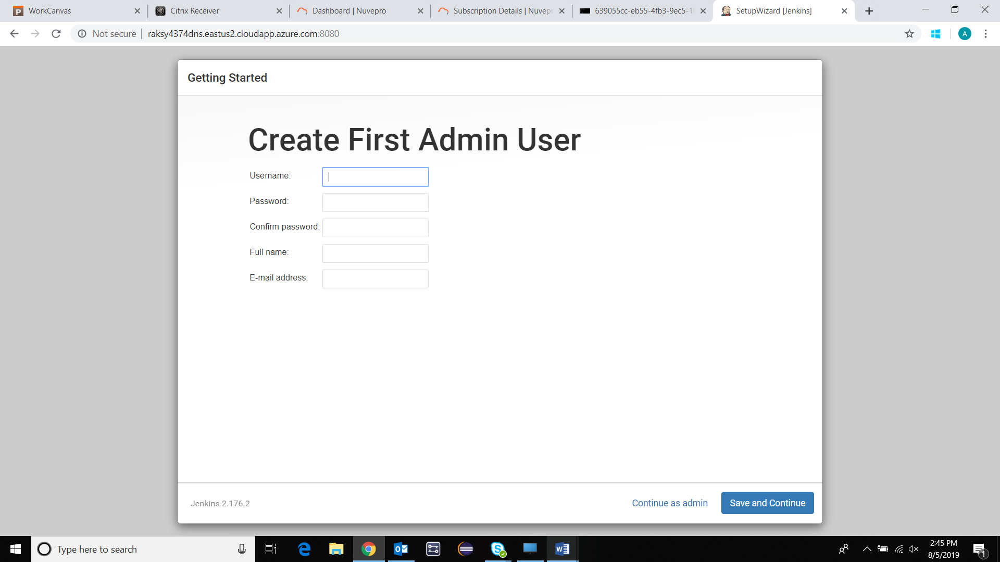 WorkCanvas
Citrix Receiver
Dashboard | Nuvepro
Subscription Details | Nuvepr
639055cc-eb55-4fb3-9ec5-1
SetupWizard [Jenkins]
Not secure | raksy4374dns.eastus2.cloudapp.azure.com:8080
A
Getting Started
Create First Admin User
Username:
Password:
Confirm password:
Full name:
E-mail address:
Jenkins 2.176.2
Continue as admin
Save and Continue
Type here to search
2:45 PM
8/5/2019
1